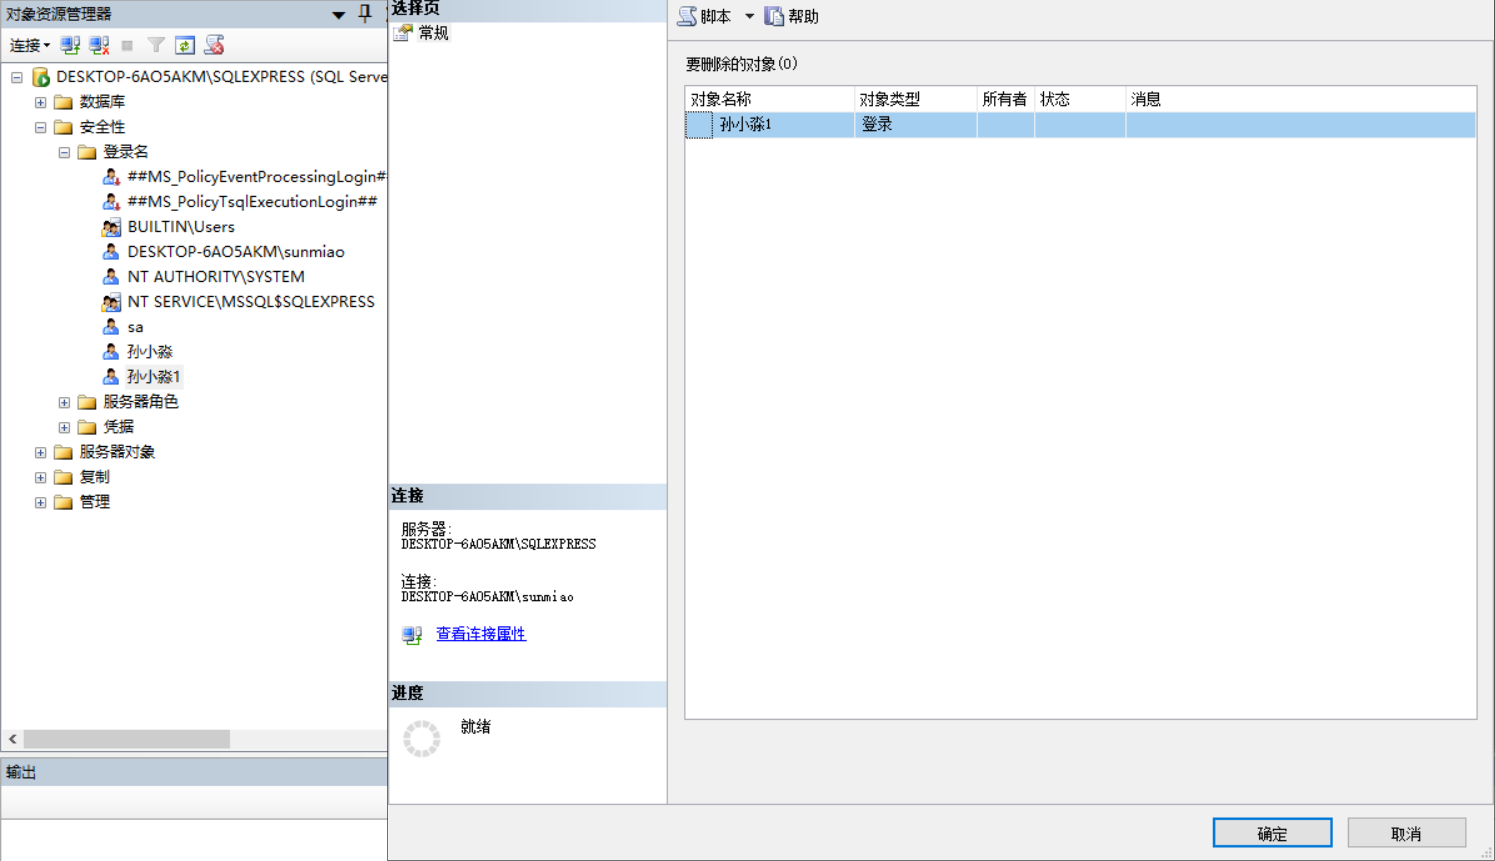 对象资源管理器
连接
DESKTOP-6AO5AKM\SQLEXPRESS (SQL Serve
数据库
安全性
登录名
##MS_PolicyEventProcessingLogin#
##MS_PolicyTsqlExecutionLogin##
BUILTIN\Users
DESKTOP-6AO5AKM\sunmiao
NT AUTHORITY\SYSTEM
NT SERVICE\MSSQL$SQLEXPRESS
sa
孙小淼
孙小淼1
服务器角色
凭据
服务器对象
复制
管理
输出
选择页
常规
连接
服务器:
DESKTOP-6AO5AKM\SQLEXPRESS
连接:
DESKTOP-6AO5AKM\sunmiao
查看连接属性
进度
就绪
脚本 帮助
要删除的对象(O)
对象名称 对象类型 所有者 状态 消息
孙小淼1 登录
确定 取消